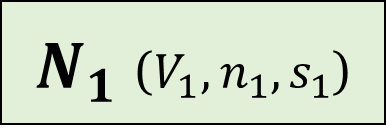 N₁ (V₁, n₁, s₁)